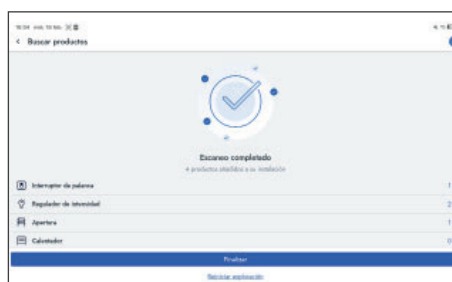 Buscar productos
Escaneo completado
4 productos añadidos a su instalación
Interruptor de palanca 1
Regulador de intensidad 2
Apertura 1
Calentador 0
Finalizar
Reiniciar exploración